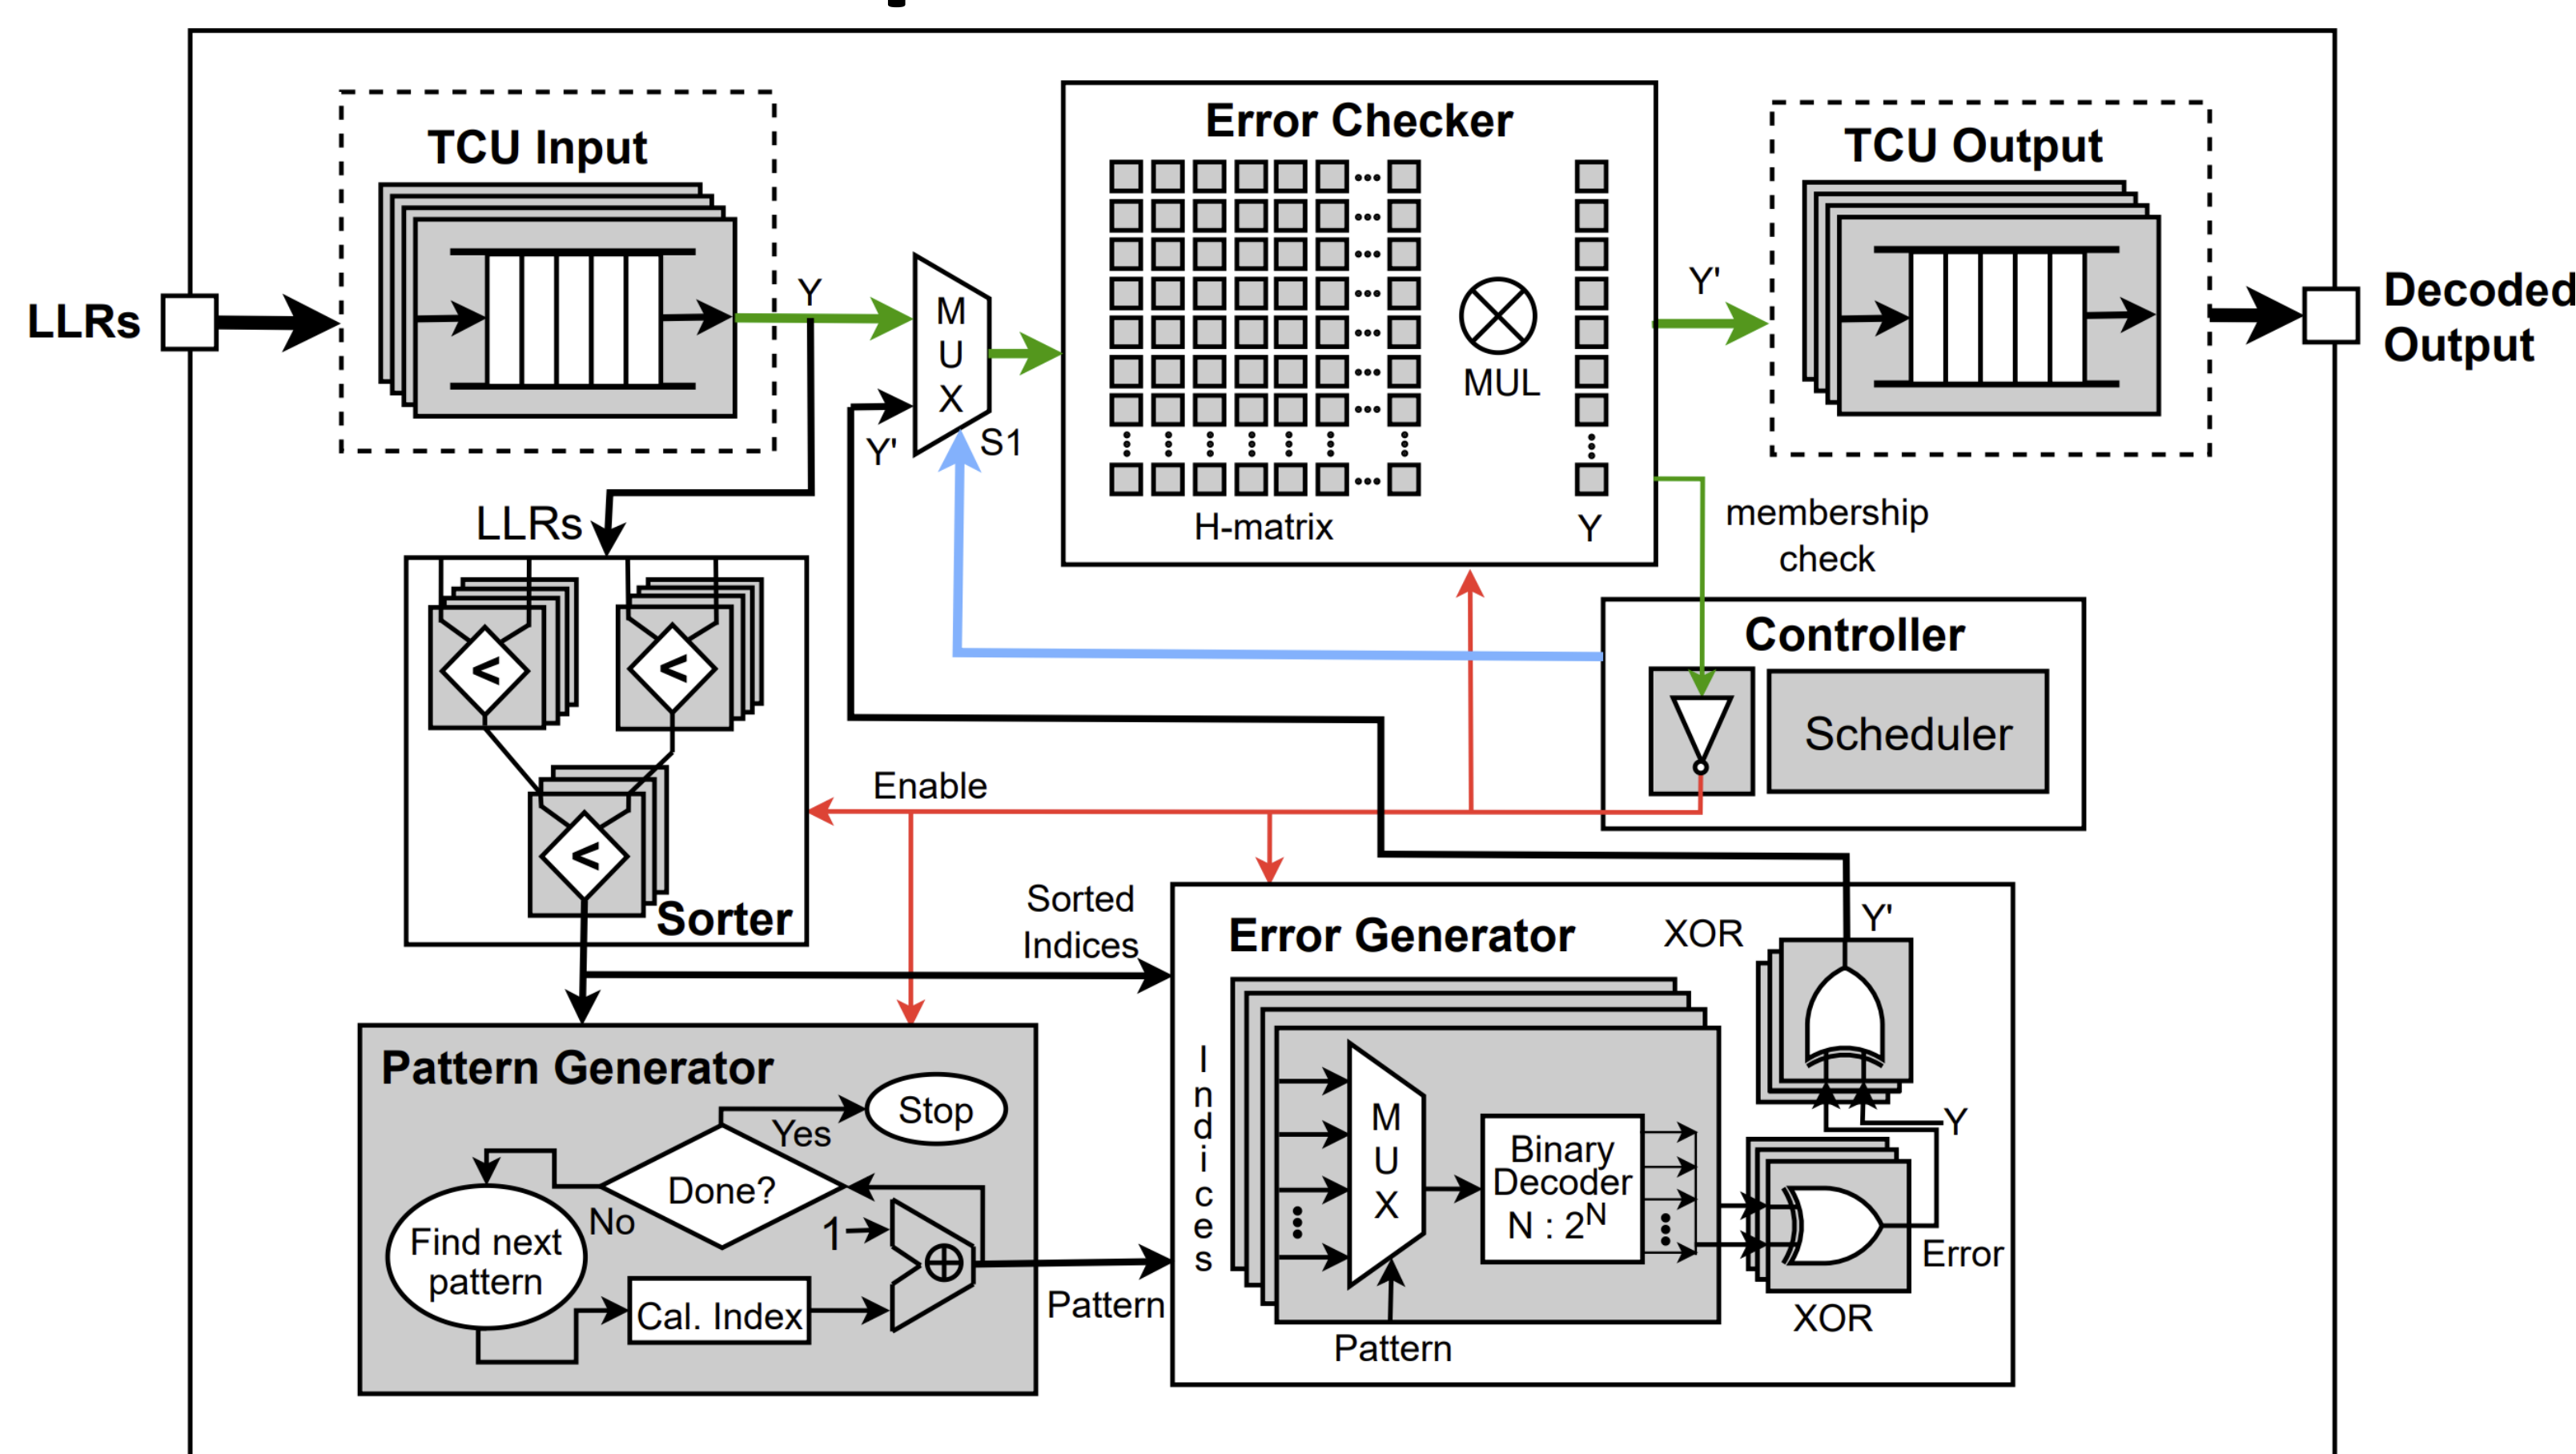 TCU Input
Error Checker
TCU Output
LLRs
Y
M
U
X
S1
Y'
MUL
H-matrix
Y
Y'
Decoded
Output
LLRs
membership
check
Controller
Scheduler
<
<
<
Sorter
Enable
Sorted
Indices
Error Generator
XOR
Y'
Indices
M
U
X
Pattern
Binary
Decoder
N : 2^N
Y
Error
XOR
Pattern Generator
Stop
Yes
Done?
No
Find next
pattern
1
Cal. Index
Pattern